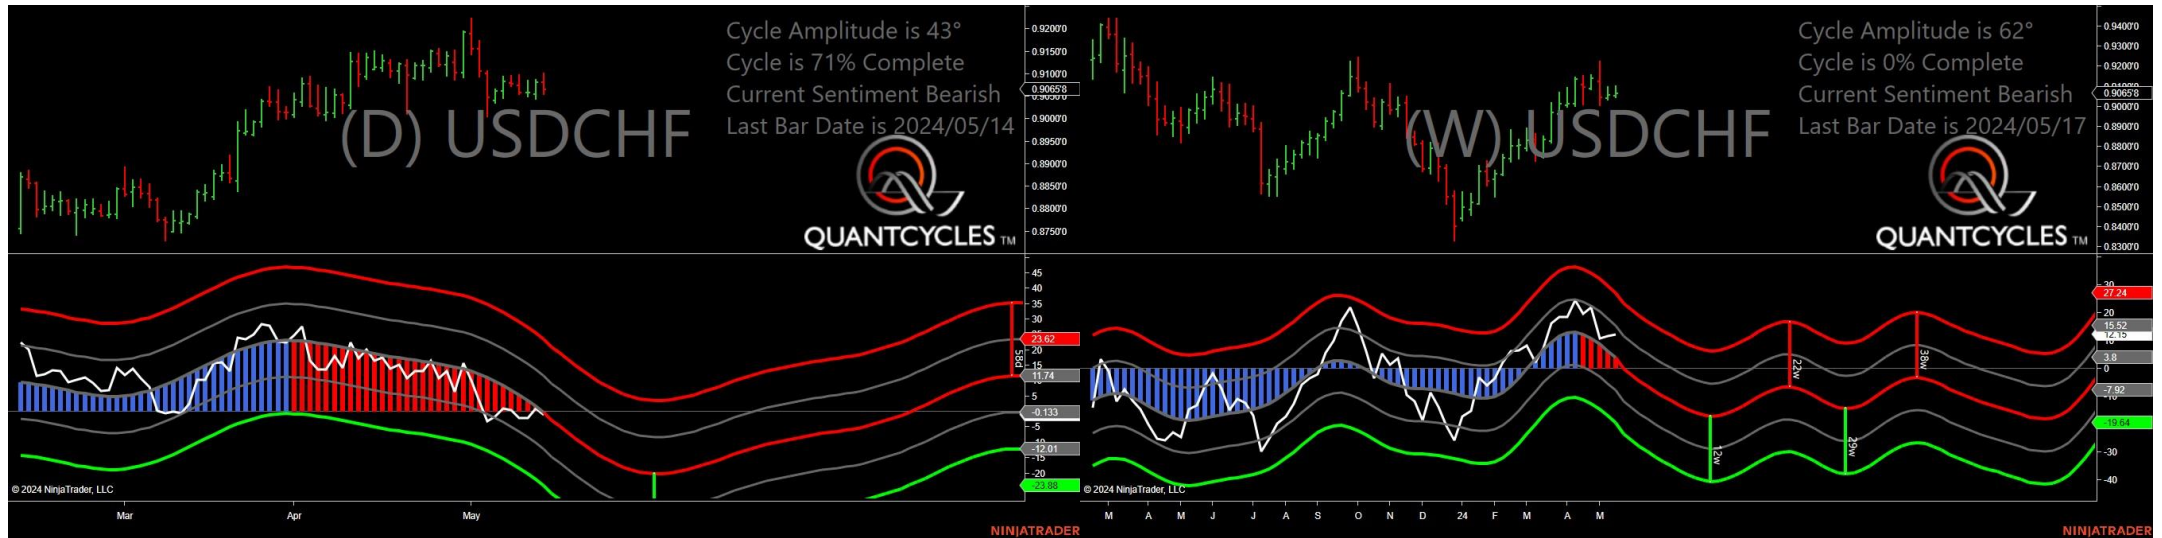 Cycle Amplitude is 43°
Cycle is 71% Complete
Current Sentiment Bearish
Last Bar Date is 2024/05/14
(D) USDCHF
QUANTCYCLES TM
0.9200'0
0.9150'0
0.9100'0
0.9065'8
0.9000'0
0.8950'0
0.8900'0
0.8850'0
0.8800'0
0.8750'0
45
40
35
30
23.62
20
15
11.74
5
-0.133
-5
-12.01
-15
-20
-23.88
58d
© 2024 NinjaTrader, LLC
Mar
Apr
May
NINJATRADER
Cycle Amplitude is 62°
Cycle is 0% Complete
Current Sentiment Bearish
Last Bar Date is 2024/05/17
(W) USDCHF
QUANTCYCLES TM
0.9400'0
0.9300'0
0.9200'0
0.9065'8
0.9000'0
0.8900'0
0.8800'0
0.8700'0
0.8600'0
0.8500'0
0.8400'0
0.8300'0
27.24
20
15.52
12.15
3.8
0
-7.92
-19.64
-30
-40
22w
38w
29w
© 2024 NinjaTrader, LLC
M A M J J A S O N D 24 F M A M
NINJATRADER